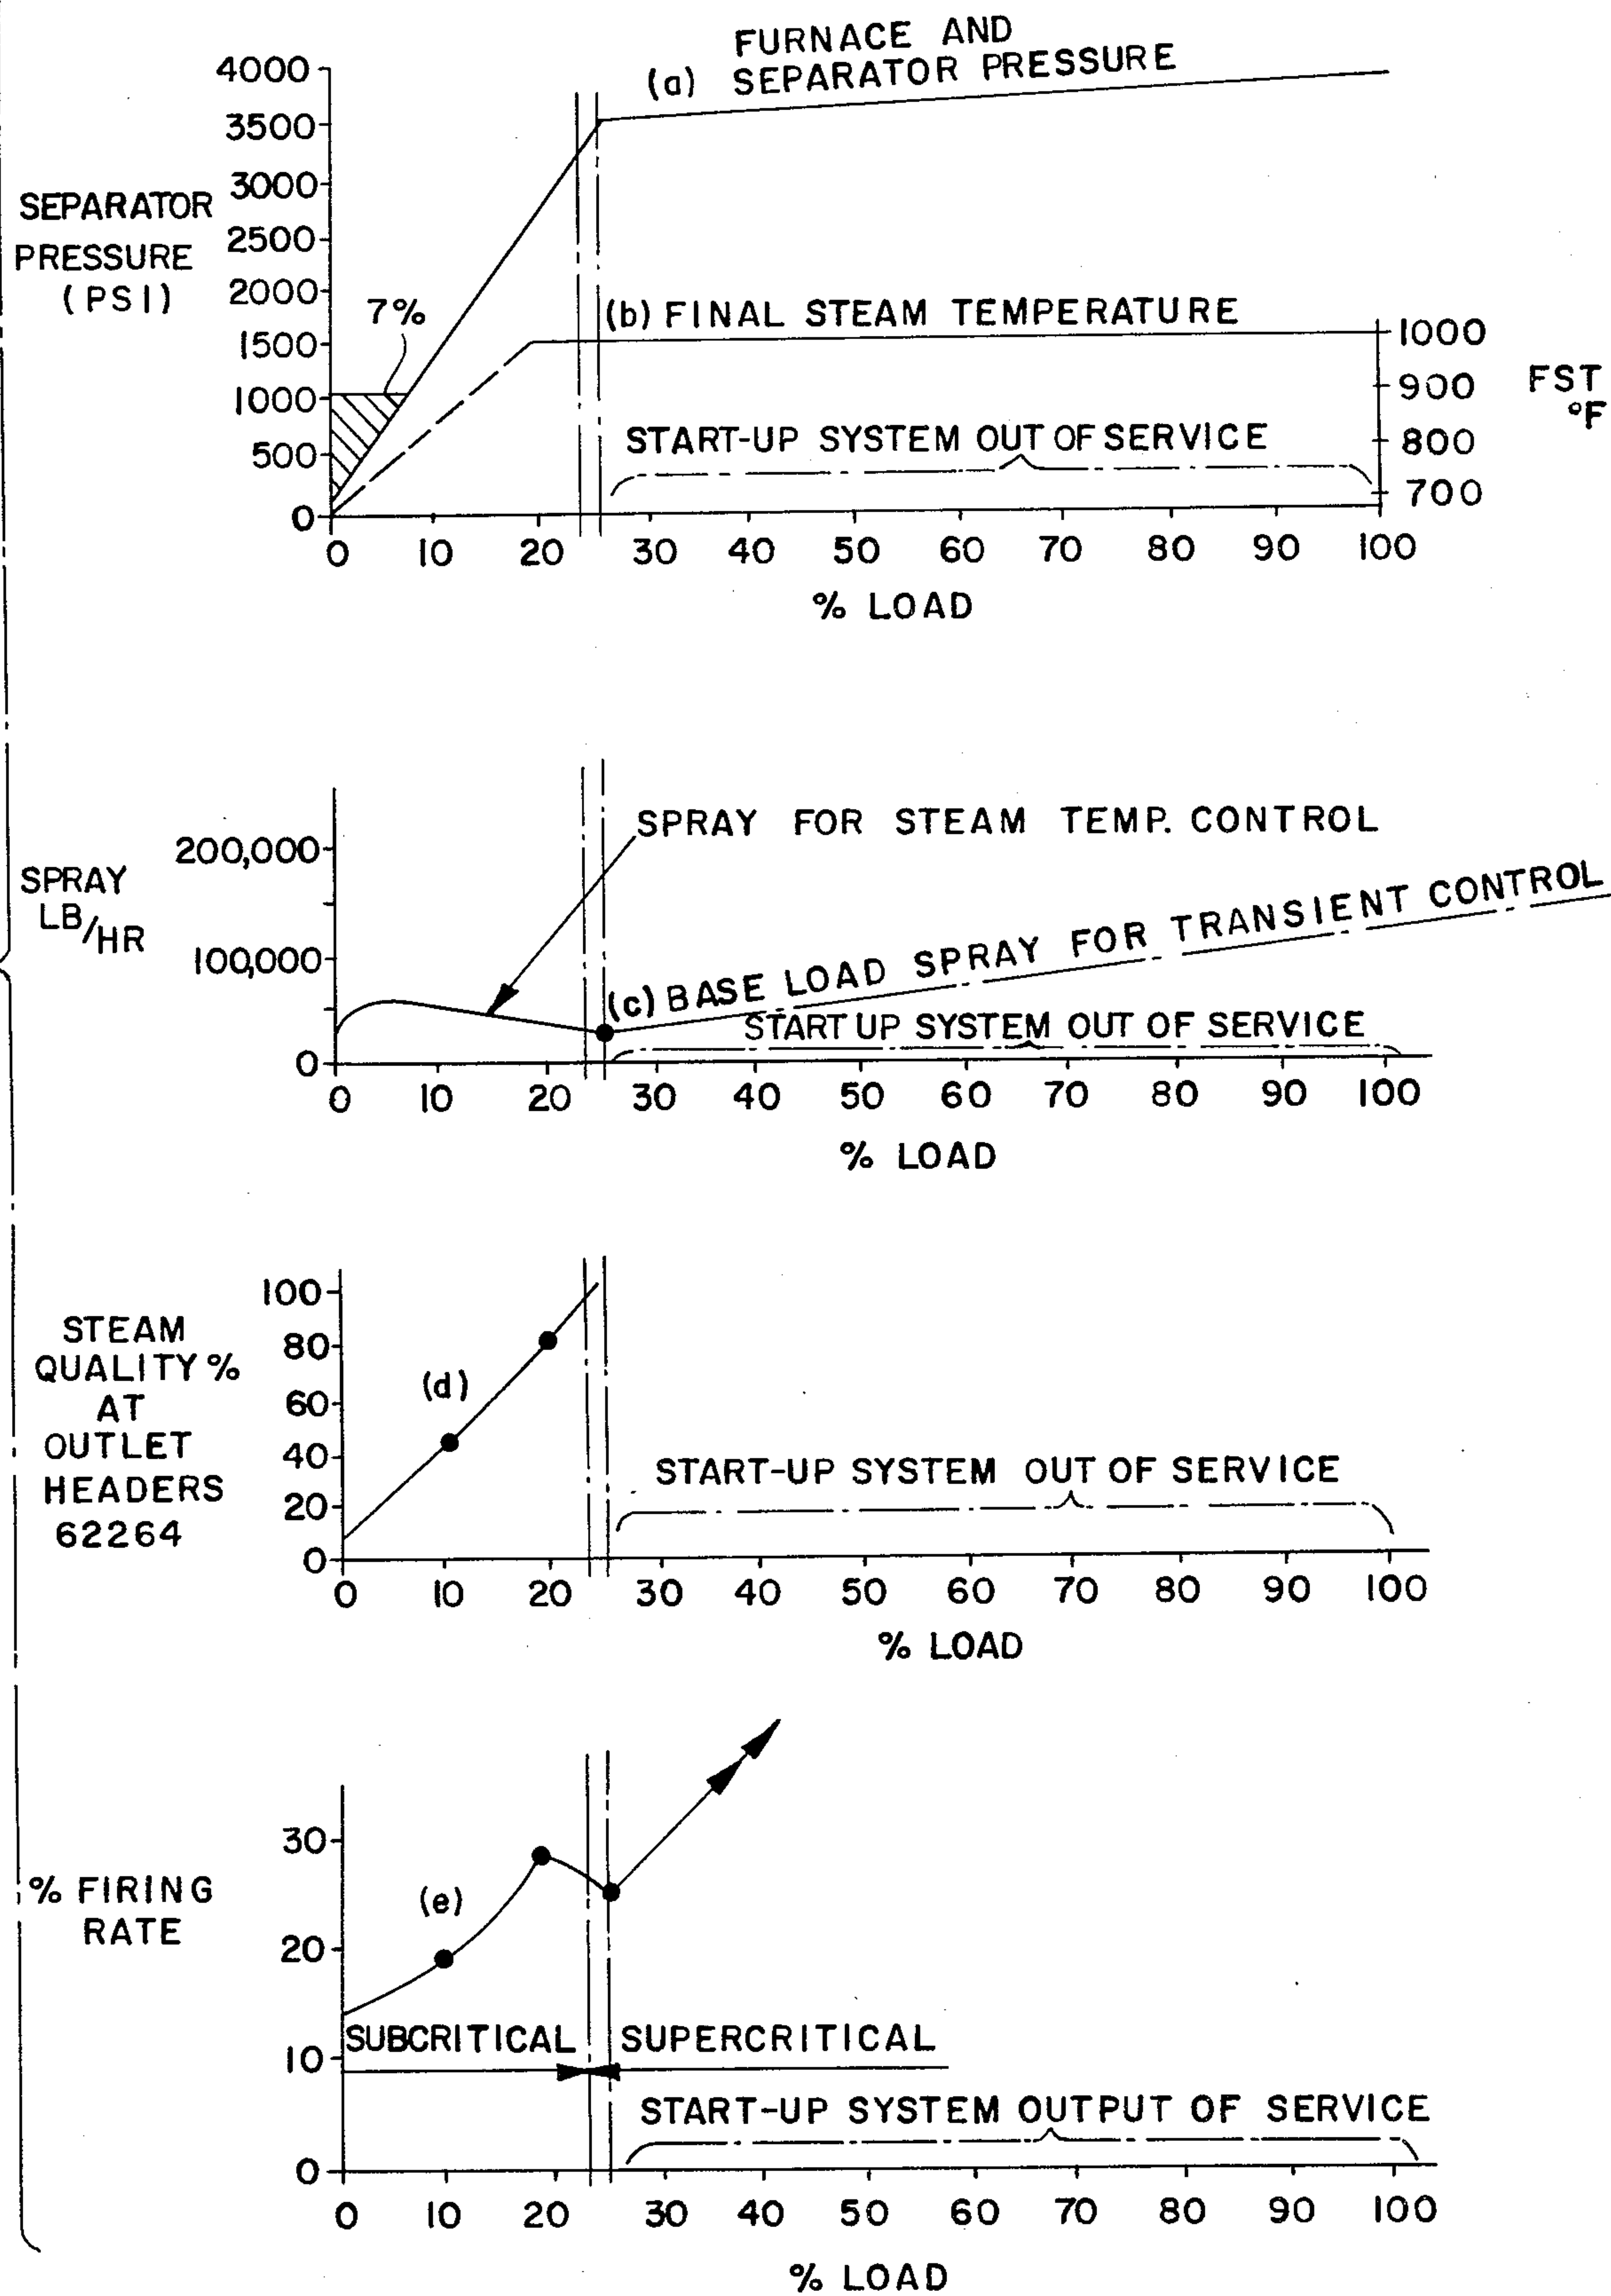 FURNACE AND
(a) SEPARATOR PRESSURE
4000
3500
3000
2500
2000
1500
1000
500
0
SEPARATOR
PRESSURE
(PSI)
7%
(b) FINAL STEAM TEMPERATURE
1000
900
800
700
FST
°F
START-UP SYSTEM OUT OF SERVICE
0 10 20 30 40 50 60 70 80 90 100
% LOAD
SPRAY FOR STEAM TEMP. CONTROL
200,000
100,000
0
SPRAY
LB/HR
(c) BASE LOAD SPRAY FOR TRANSIENT CONTROL
START UP SYSTEM OUT OF SERVICE
0 10 20 30 40 50 60 70 80 90 100
% LOAD
100
80
60
40
20
0
STEAM
QUALITY %
AT
OUTLET
HEADERS
62264
(d)
START-UP SYSTEM OUT OF SERVICE
0 10 20 30 40 50 60 70 80 90 100
% LOAD
30
20
10
0
% FIRING
RATE
(e)
SUBCRITICAL SUPERCRITICAL
START-UP SYSTEM OUTPUT OF SERVICE
0 10 20 30 40 50 60 70 80 90 100
% LOAD